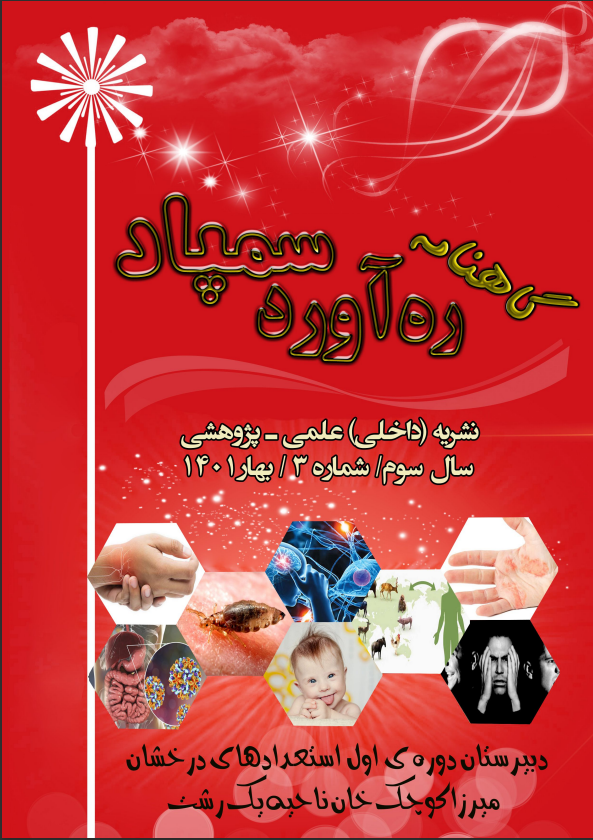 گاهنامه
ره‌آورد
سمپاد
نشریه (داخلی) علمی - پژوهشی
سال سوم/ شماره ۳ / بهار ۱۴۰۱
دبیرستان دوره ی اول استعدادهای درخشان
میرزا کوچک خان ناحیه یک رشت